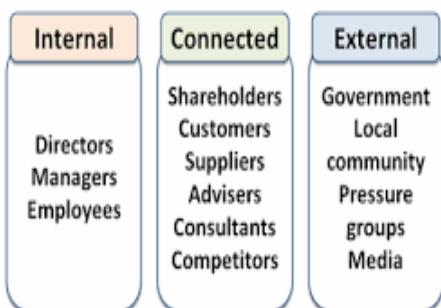 Internal
Directors
Managers
Employees
Connected
Shareholders
Customers
Suppliers
Advisers
Consultants
Competitors
External
Government
Local
community
Pressure
groups
Media